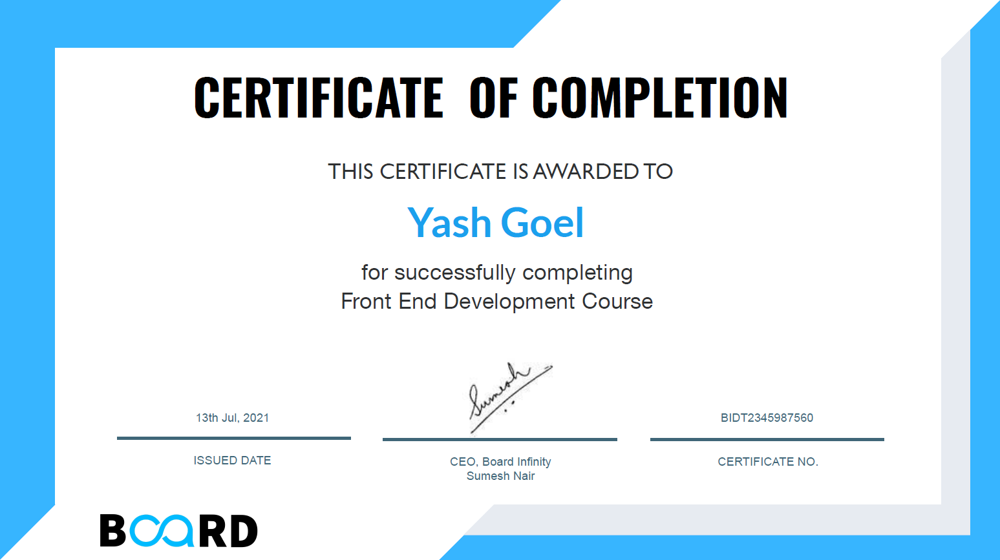 CERTIFICATE OF COMPLETION
THIS CERTIFICATE IS AWARDED TO
Yash Goel
for successfully completing
Front End Development Course
Sumesh
13th Jul, 2021
BIDT2345987560
ISSUED DATE
CEO, Board Infinity
Sumesh Nair
CERTIFICATE NO.
BOARD